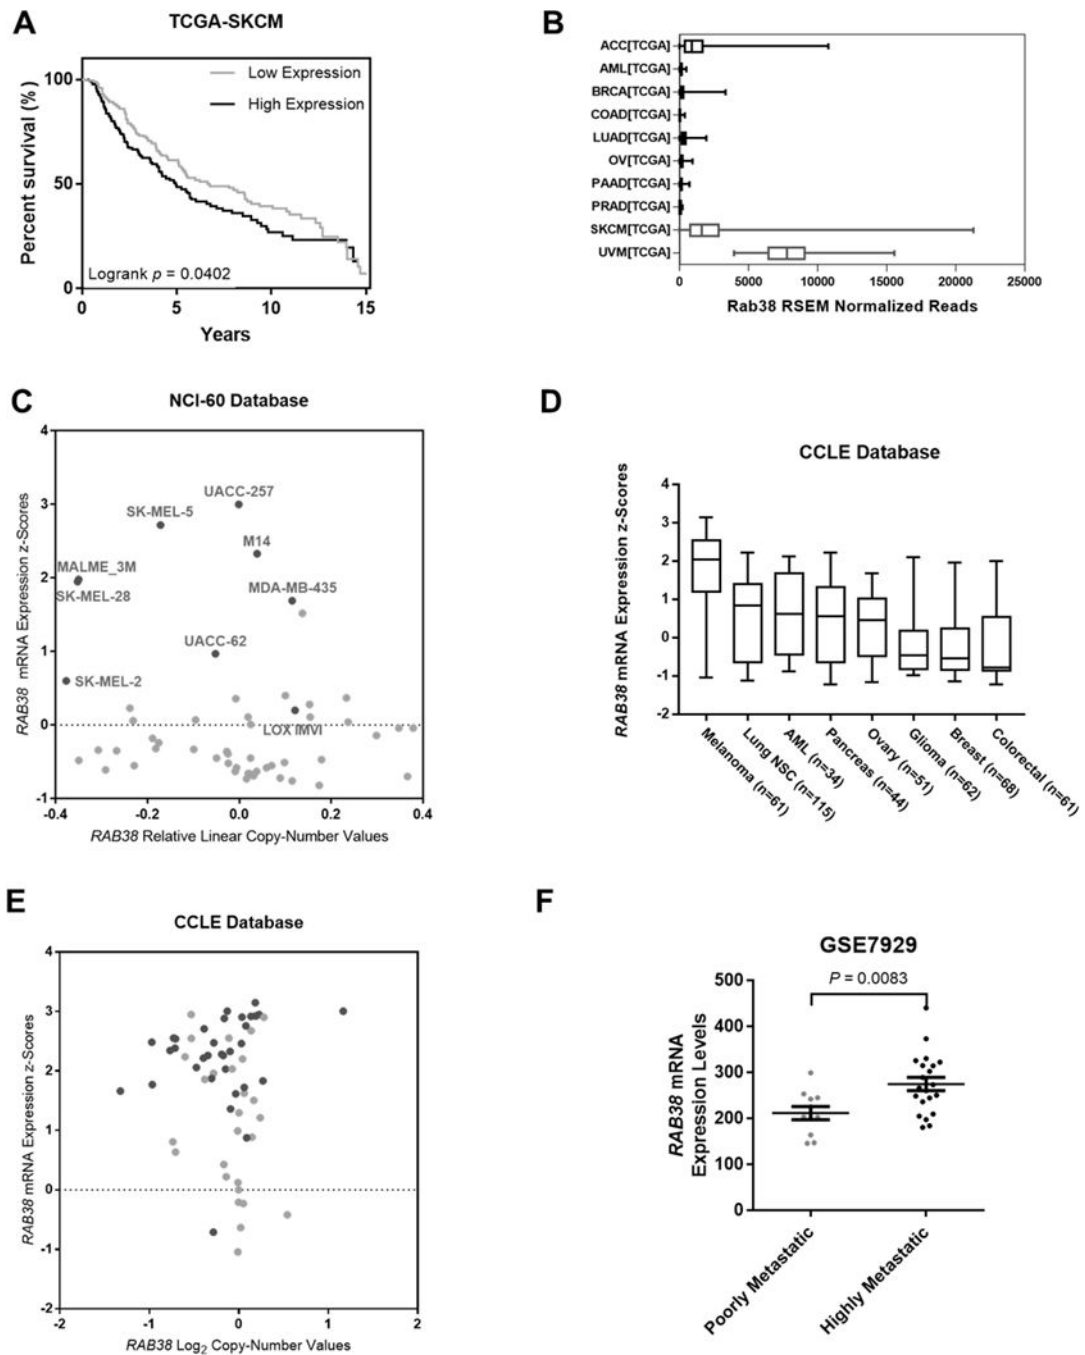 A
TCGA-SKCM
Percent survival (%)
100
50
0
Low Expression
High Expression
Logrank p = 0.0402
0 5 10 15
Years
B
ACC[TCGA]
AML[TCGA]
BRCA[TCGA]
COAD[TCGA]
LUAD[TCGA]
OV[TCGA]
PAAD[TCGA]
PRAD[TCGA]
SKCM[TCGA]
UVM[TCGA]
0 5000 10000 15000 20000 25000
Rab38 RSEM Normalized Reads
C
NCI-60 Database
RAB38 mRNA Expression z-Scores
4
3
2
1
0
-1
UACC-257
SK-MEL-5
M14
MALME_3M
SK-MEL-28
MDA-MB-435
UACC-62
SK-MEL-2
LOX IMVI
-0.4 -0.2 0.0 0.2 0.4
RAB38 Relative Linear Copy-Number Values
D
CCLE Database
RAB38 mRNA Expression z-Scores
4
3
2
1
0
-1
-2
Melanoma (n=61)
Lung NSC (n=115)
AML (n=34)
Pancreas (n=44)
Ovary (n=51)
Glioma (n=62)
Breast (n=68)
Colorectal (n=61)
E
CCLE Database
RAB38 mRNA Expression z-Scores
4
3
2
1
0
-1
-2
-2 -1 0 1 2
RAB38 Log2 Copy-Number Values
F
GSE7929
P = 0.0083
RAB38 mRNA
Expression Levels
500
400
300
200
100
0
Poorly Metastatic
Highly Metastatic